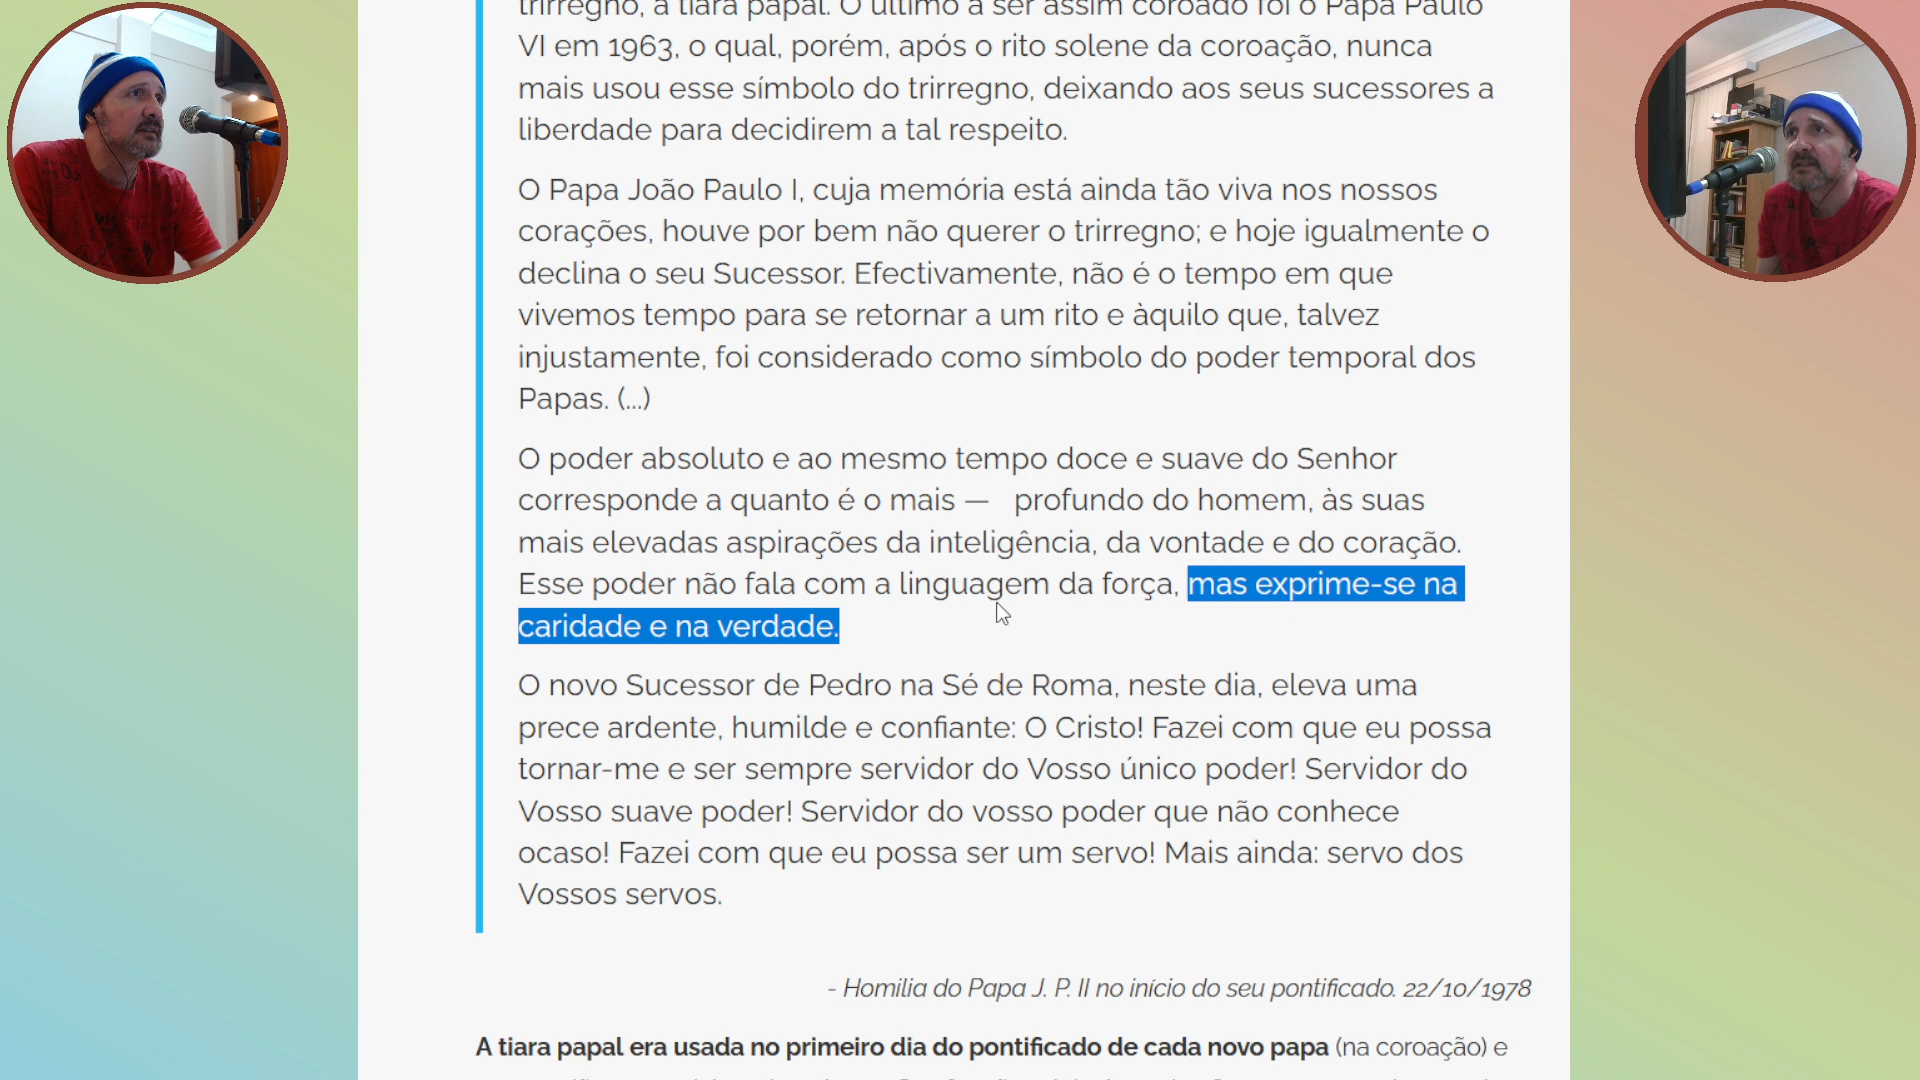 trirregno, a tiara papal. O último a ser assim coroado foi o Papa Paulo
VI em 1963, o qual, porém, após o rito solene da coroação, nunca
mais usou esse símbolo do trirregno, deixando aos seus sucessores a
liberdade para decidirem a tal respeito.
O Papa João Paulo I, cuja memória está ainda tão viva nos nossos
corações, houve por bem não querer o trirregno; e hoje igualmente o
declina o seu Sucessor. Efectivamente, não é o tempo em que
vivemos tempo para se retornar a um rito e àquilo que, talvez
injustamente, foi considerado como símbolo do poder temporal dos
Papas. (...)
O poder absoluto e ao mesmo tempo doce e suave do Senhor
corresponde a quanto é o mais — profundo do homem, às suas
mais elevadas aspirações da inteligência, da vontade e do coração.
Esse poder não fala com a linguagem da força, mas exprime-se na
caridade e na verdade.
O novo Sucessor de Pedro na Sé de Roma, neste dia, eleva uma
prece ardente, humilde e confiante: O Cristo! Fazei com que eu possa
tornar-me e ser sempre servidor do Vosso único poder! Servidor do
Vosso suave poder! Servidor do vosso poder que não conhece
ocaso! Fazei com que eu possa ser um servo! Mais ainda: servo dos
Vossos servos.
- Homilia do Papa J. P. II no início do seu pontificado. 22/10/1978
A tiara papal era usada no primeiro dia do pontificado de cada novo papa (na coroação) e